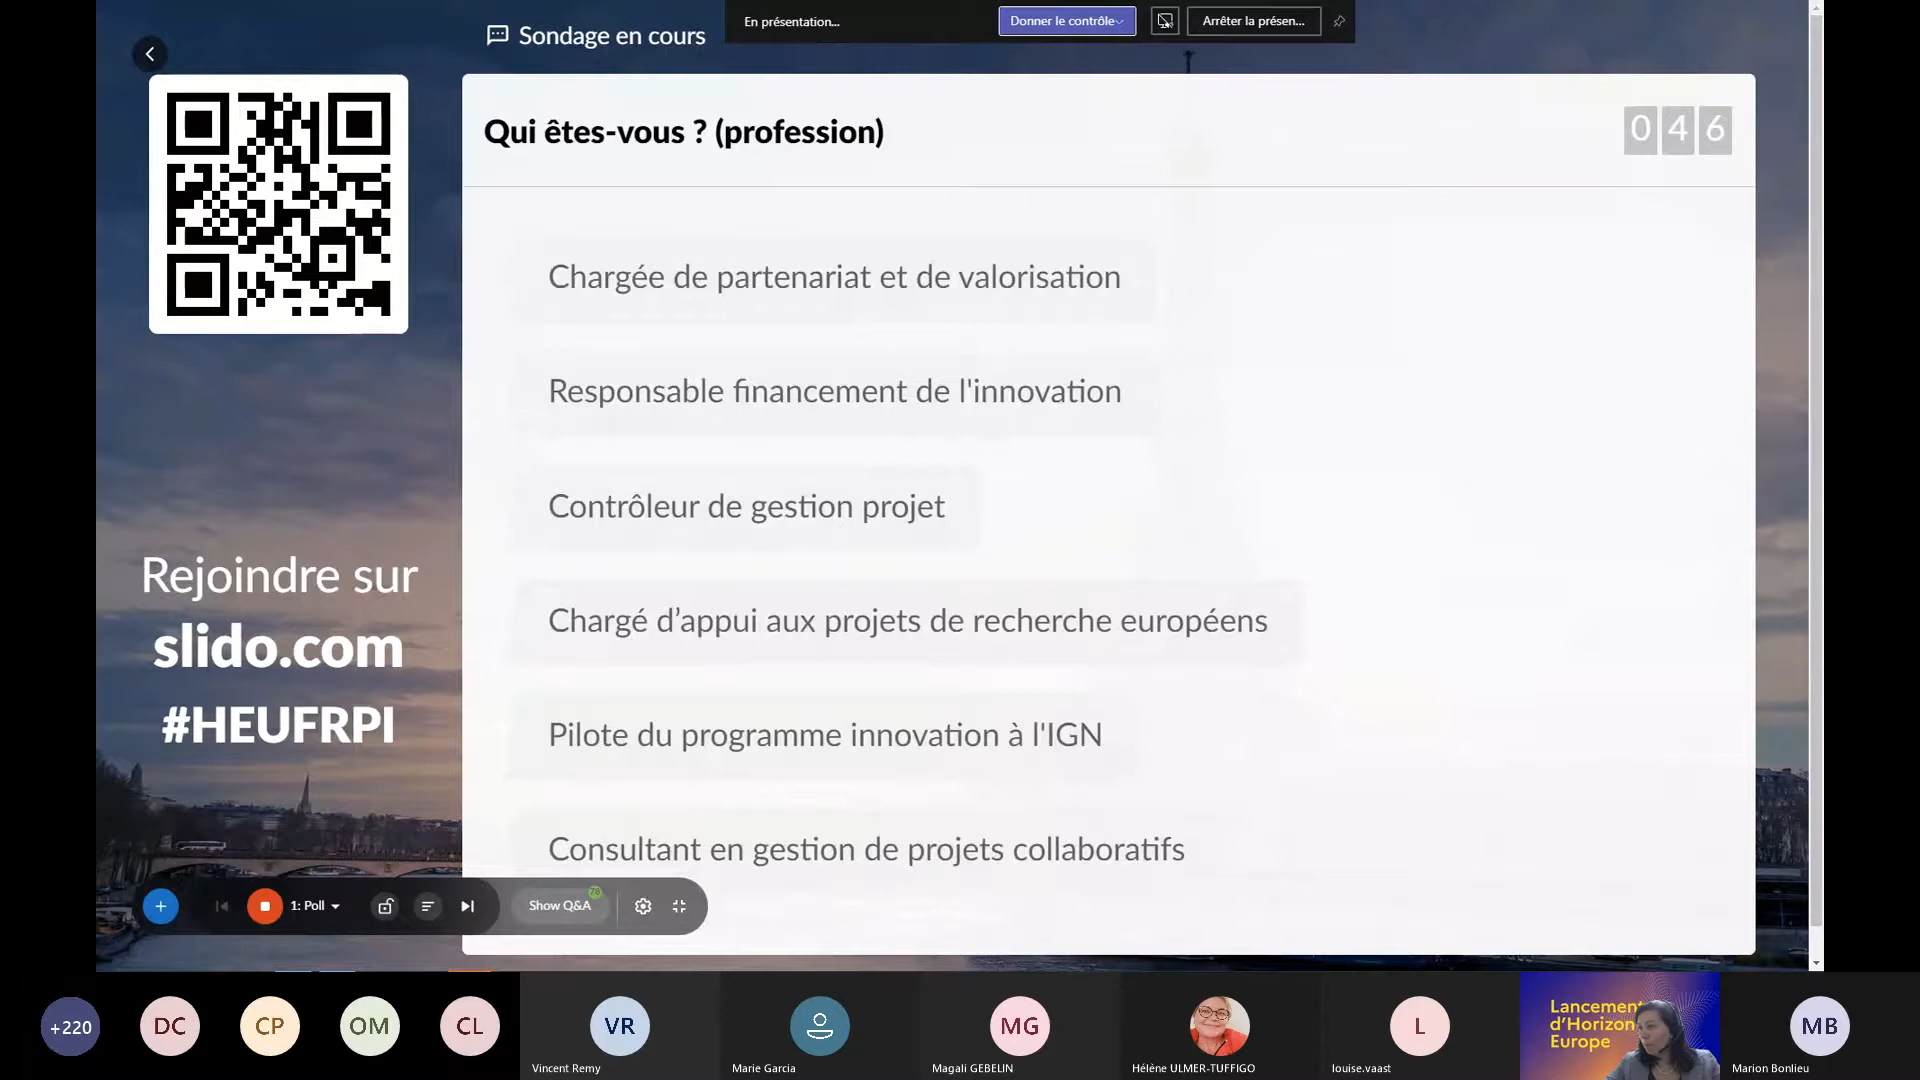 En présentation...
Donner le contrôle
Arrêter la présen...
Sondage en cours
Qui êtes-vous ? (profession)
046
Chargée de partenariat et de valorisation
Responsable financement de l'innovation
Contrôleur de gestion projet
Chargé d’appui aux projets de recherche européens
Pilote du programme innovation à l'IGN
Consultant en gestion de projets collaboratifs
Rejoindre sur
slido.com
#HEUFRPI
1: Poll
Show Q&A
78
+220
DC
CP
OM
CL
VR
Vincent Remy
Marie Garcia
MG
Magali GEBELIN
Hélène ULMER-TUFFIGO
L
louise.vaast
Lancement
d’Horizon
Europe
MB
Marion Bonlieu